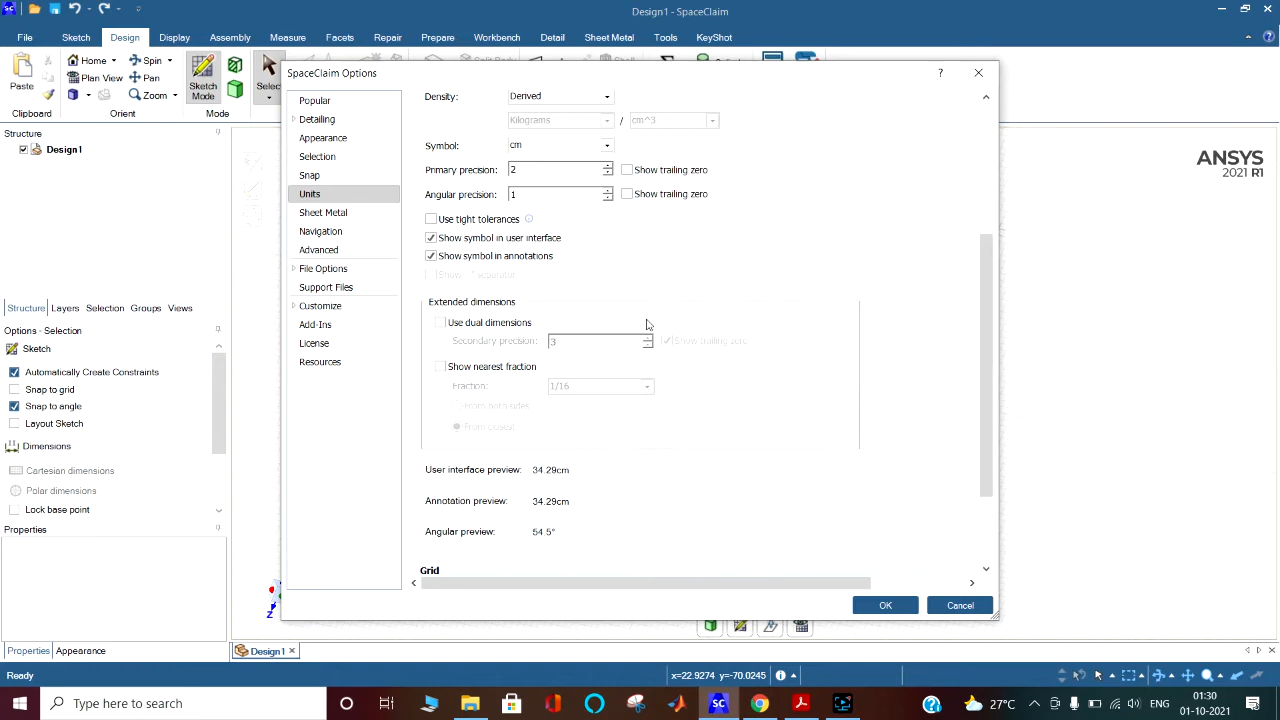 Design1 - SpaceClaim
File Sketch Design Display Assembly Measure Facets Repair Prepare Workbench Detail Sheet Metal Tools KeyShot
Home Spin
Plan View Pan
Zoom
Paste
Sketch Mode
Selec
Clipboard Orient
SpaceClaim Options
Structure
Design1
ANSYS
2021 R1
Popular
Detailing
Appearance
Selection
Snap
Units
Sheet Metal
Navigation
Advanced
File Options
Support Files
Customize
Add-Ins
License
Resources
Density: Derived
Kilograms / cm^3
Symbol: cm
Primary precision: 2 Show trailing zero
Angular precision: 1 Show trailing zero
Use tight tolerances
Show symbol in user interface
Show symbol in annotations
Extended dimensions
Use dual dimensions
Secondary precision: 3 Show trailing zero
Show nearest fraction
Fraction: 1/16
From both sides
User interface preview: 34.29cm
Annotation preview: 34.29cm
Angular preview: 54.5°
Grid
OK Cancel
Structure Layers Selection Groups Views
Options - Selection
Sketch
Automatically Create Constraints
Snap to grid
Snap to angle
Layout Sketch
Dimensions
Cartesian dimensions
Polar dimensions
Lock base point
Properties
Z
Properties Appearance
Design1
Ready
x=22.9274 y=-70.0245
Type here to search
27°C
ENG
01:30
01-10-2021